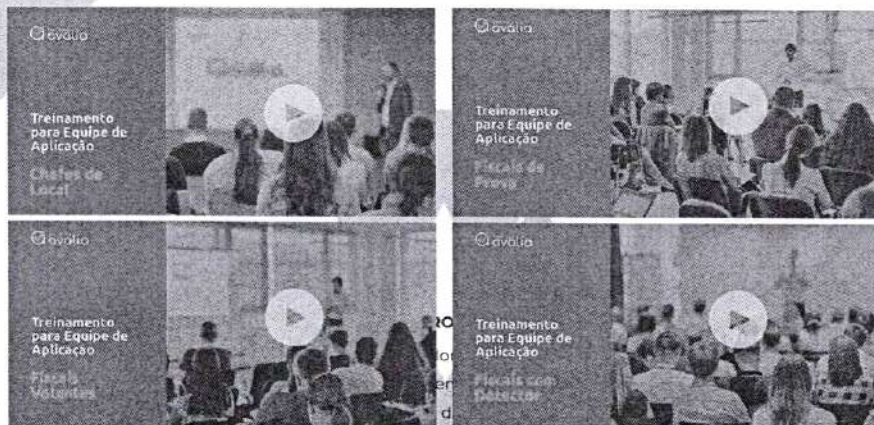 avalia
Treinamento
para Equipe de
Aplicação
Chefes de
Local
avalia
Treinamento
para Equipe de
Aplicação
Fiscais de
Prova
avalia
Treinamento
para Equipe de
Aplicação
Fiscais
Volantes
avalia
Treinamento
para Equipe de
Aplicação
Fiscais com
Detector